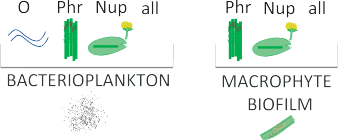 O Phr Nup all
Phr Nup all
BACTERIOPLANKTON
MACROPHYTE
BIOFILM